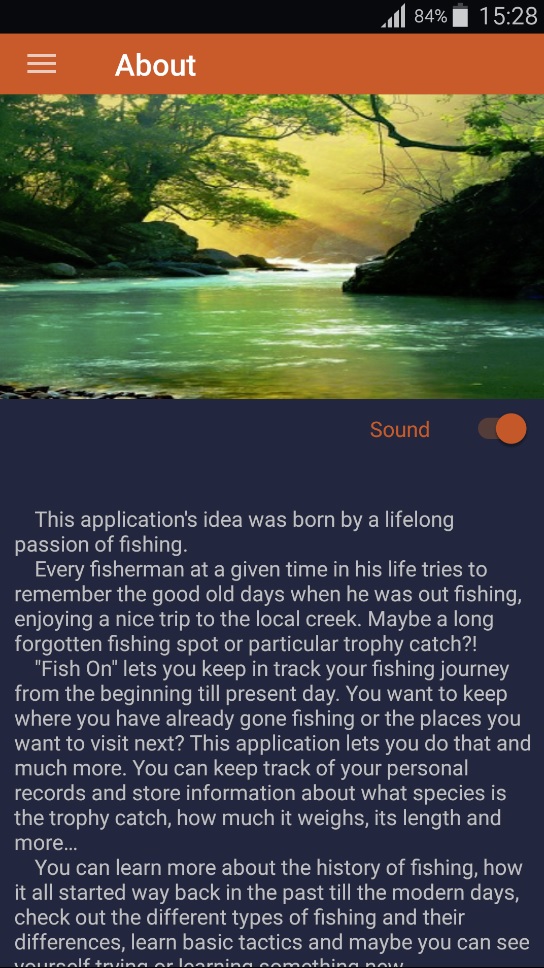 84% 15:28
About
Sound
This application's idea was born by a lifelong
passion of fishing.
Every fisherman at a given time in his life tries to
remember the good old days when he was out fishing,
enjoying a nice trip to the local creek. Maybe a long
forgotten fishing spot or particular trophy catch?!
"Fish On" lets you keep in track your fishing journey
from the beginning till present day. You want to keep
where you have already gone fishing or the places you
want to visit next? This application lets you do that and
much more. You can keep track of your personal
records and store information about what species is
the trophy catch, how much it weighs, its length and
more...
You can learn more about the history of fishing, how
it all started way back in the past till the modern days,
check out the different types of fishing and their
differences, learn basic tactics and maybe you can see
yourself trying or learning something new